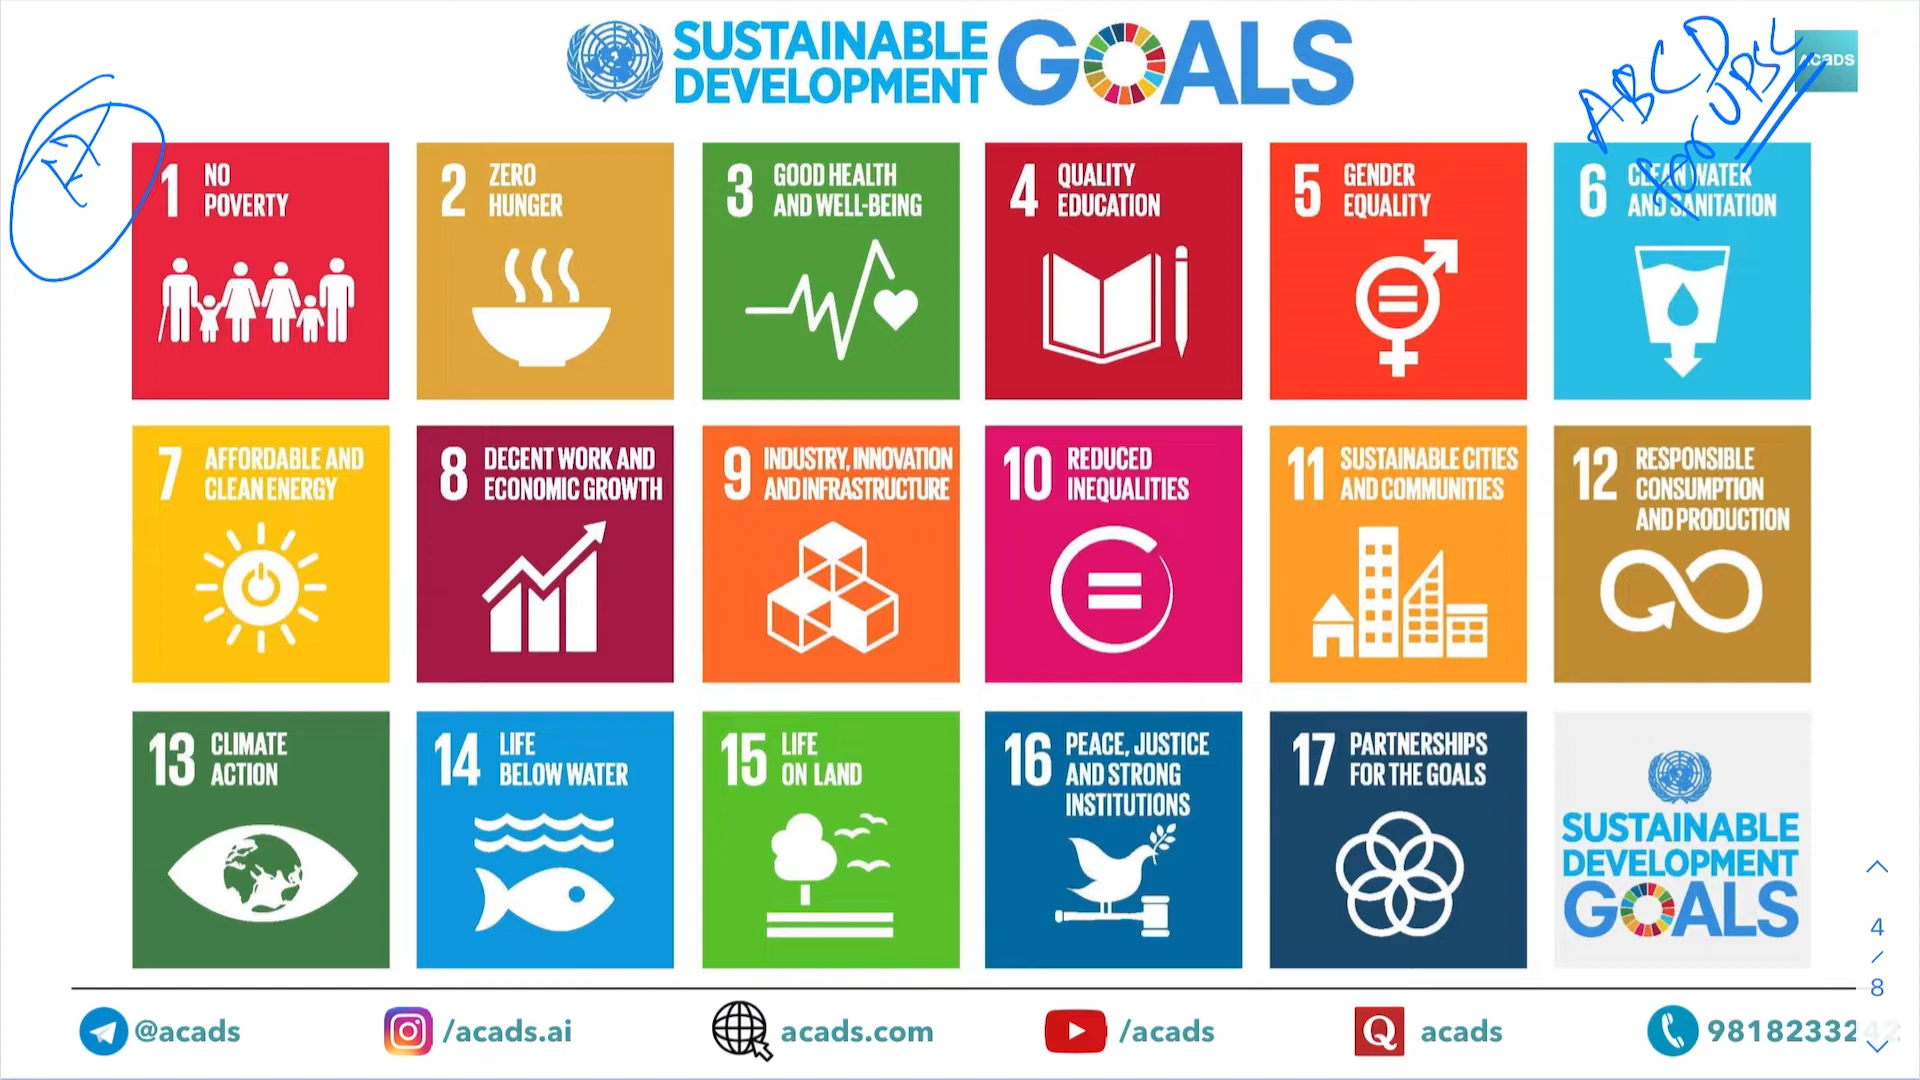 SUSTAINABLE
DEVELOPMENT
GOALS
ABCD
for UPSC
acads
17
1 NO
POVERTY
2 ZERO
HUNGER
3 GOOD HEALTH
AND WELL-BEING
4 QUALITY
EDUCATION
5 GENDER
EQUALITY
6 CLEAN WATER
AND SANITATION
7 AFFORDABLE AND
CLEAN ENERGY
8 DECENT WORK AND
ECONOMIC GROWTH
9 INDUSTRY, INNOVATION
AND INFRASTRUCTURE
10 REDUCED
INEQUALITIES
11 SUSTAINABLE CITIES
AND COMMUNITIES
12 RESPONSIBLE
CONSUMPTION
AND PRODUCTION
13 CLIMATE
ACTION
14 LIFE
BELOW WATER
15 LIFE
ON LAND
16 PEACE, JUSTICE
AND STRONG
INSTITUTIONS
17 PARTNERSHIPS
FOR THE GOALS
SUSTAINABLE
DEVELOPMENT
GOALS
4
/
8
@acads
/acads.ai
acads.com
/acads
Q acads
9818233242